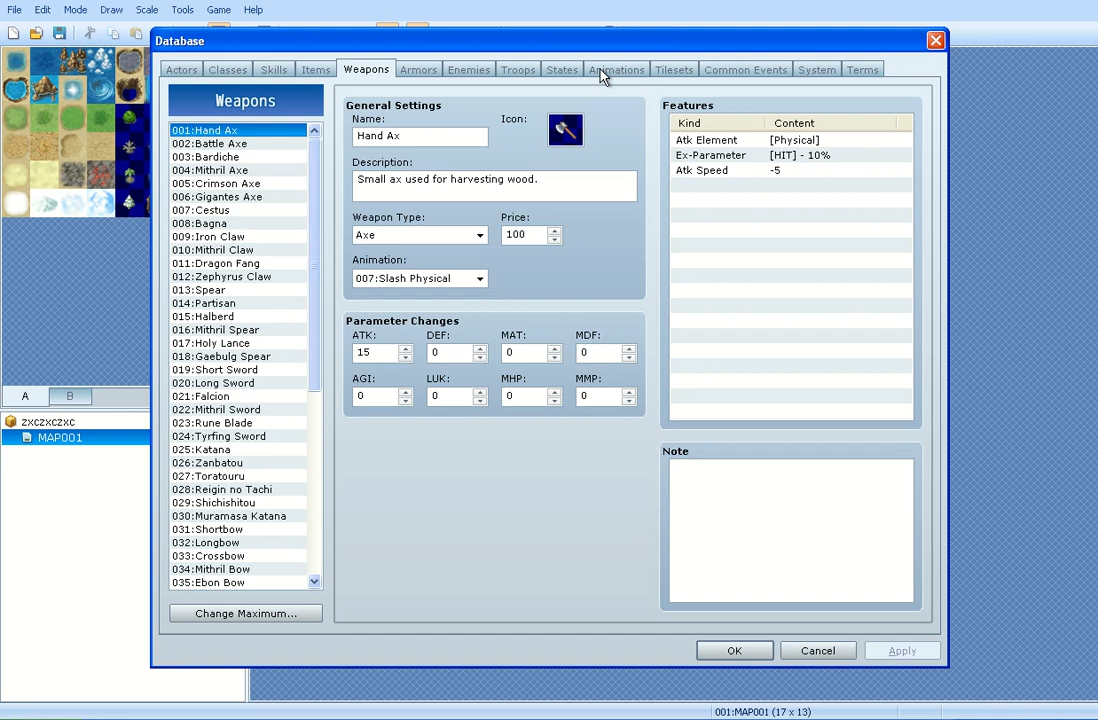 File Edit Mode Draw Scale Tools Game Help
Database
Actors Classes Skills Items Weapons Armors Enemies Troops States Animations Tilesets Common Events System Terms
Weapons
001:Hand Ax
002:Battle Axe
003:Bardiche
004:Mithril Axe
005:Crimson Axe
006:Gigantes Axe
007:Cestus
008:Bagna
009:Iron Claw
010:Mithril Claw
011:Dragon Fang
012:Zephyrus Claw
013:Spear
014:Partisan
015:Halberd
016:Mithril Spear
017:Holy Lance
018:Gaebulg Spear
019:Short Sword
020:Long Sword
021:Falcion
022:Mithril Sword
023:Rune Blade
024:Tyrfing Sword
025:Katana
026:Zanbatou
027:Toratouru
028:Reigin no Tachi
029:Shichishitou
030:Muramasa Katana
031:Shortbow
032:Longbow
033:Crossbow
034:Mithril Bow
035:Ebon Bow
Change Maximum...
General Settings
Name: Icon:
Hand Ax
Description:
Small ax used for harvesting wood.
Weapon Type: Price:
Axe 100
Animation:
007:Slash Physical
Parameter Changes
ATK: DEF: MAT: MDF:
15 0 0 0
AGI: LUK: MHP: MMP:
0 0 0 0
Features
Kind Content
Atk Element [Physical]
Ex-Parameter [HIT] - 10%
Atk Speed -5
Note
OK Cancel Apply
A B
zxczxczxc
MAP001
001:MAP001 (17 x 13)